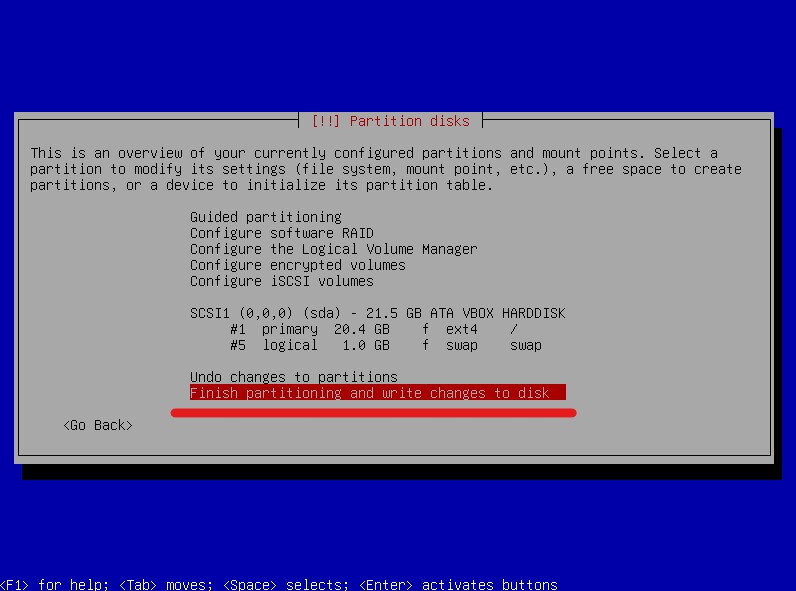 [!!] Partition disks
This is an overview of your currently configured partitions and mount points. Select a
partition to modify its settings (file system, mount point, etc.), a free space to create
partitions, or a device to initialize its partition table.
Guided partitioning
Configure software RAID
Configure the Logical Volume Manager
Configure encrypted volumes
Configure iSCSI volumes
SCSI1 (0,0,0) (sda) - 21.5 GB ATA VBOX HARDDISK
#1 primary 20.4 GB f ext4 /
#5 logical 1.0 GB f swap swap
Undo changes to partitions
Finish partitioning and write changes to disk
<Go Back>
<F1> for help; <Tab> moves; <Space> selects; <Enter> activates buttons